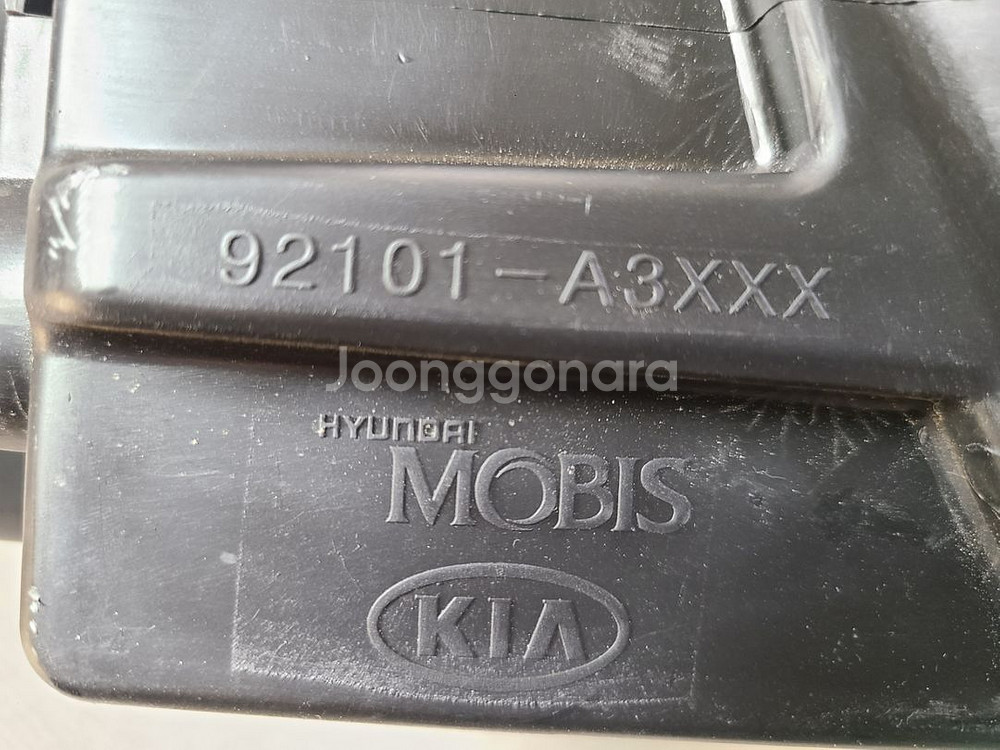 92101-A3XXX
Joonggonara
HYUNDAI
MOBIS
KIA